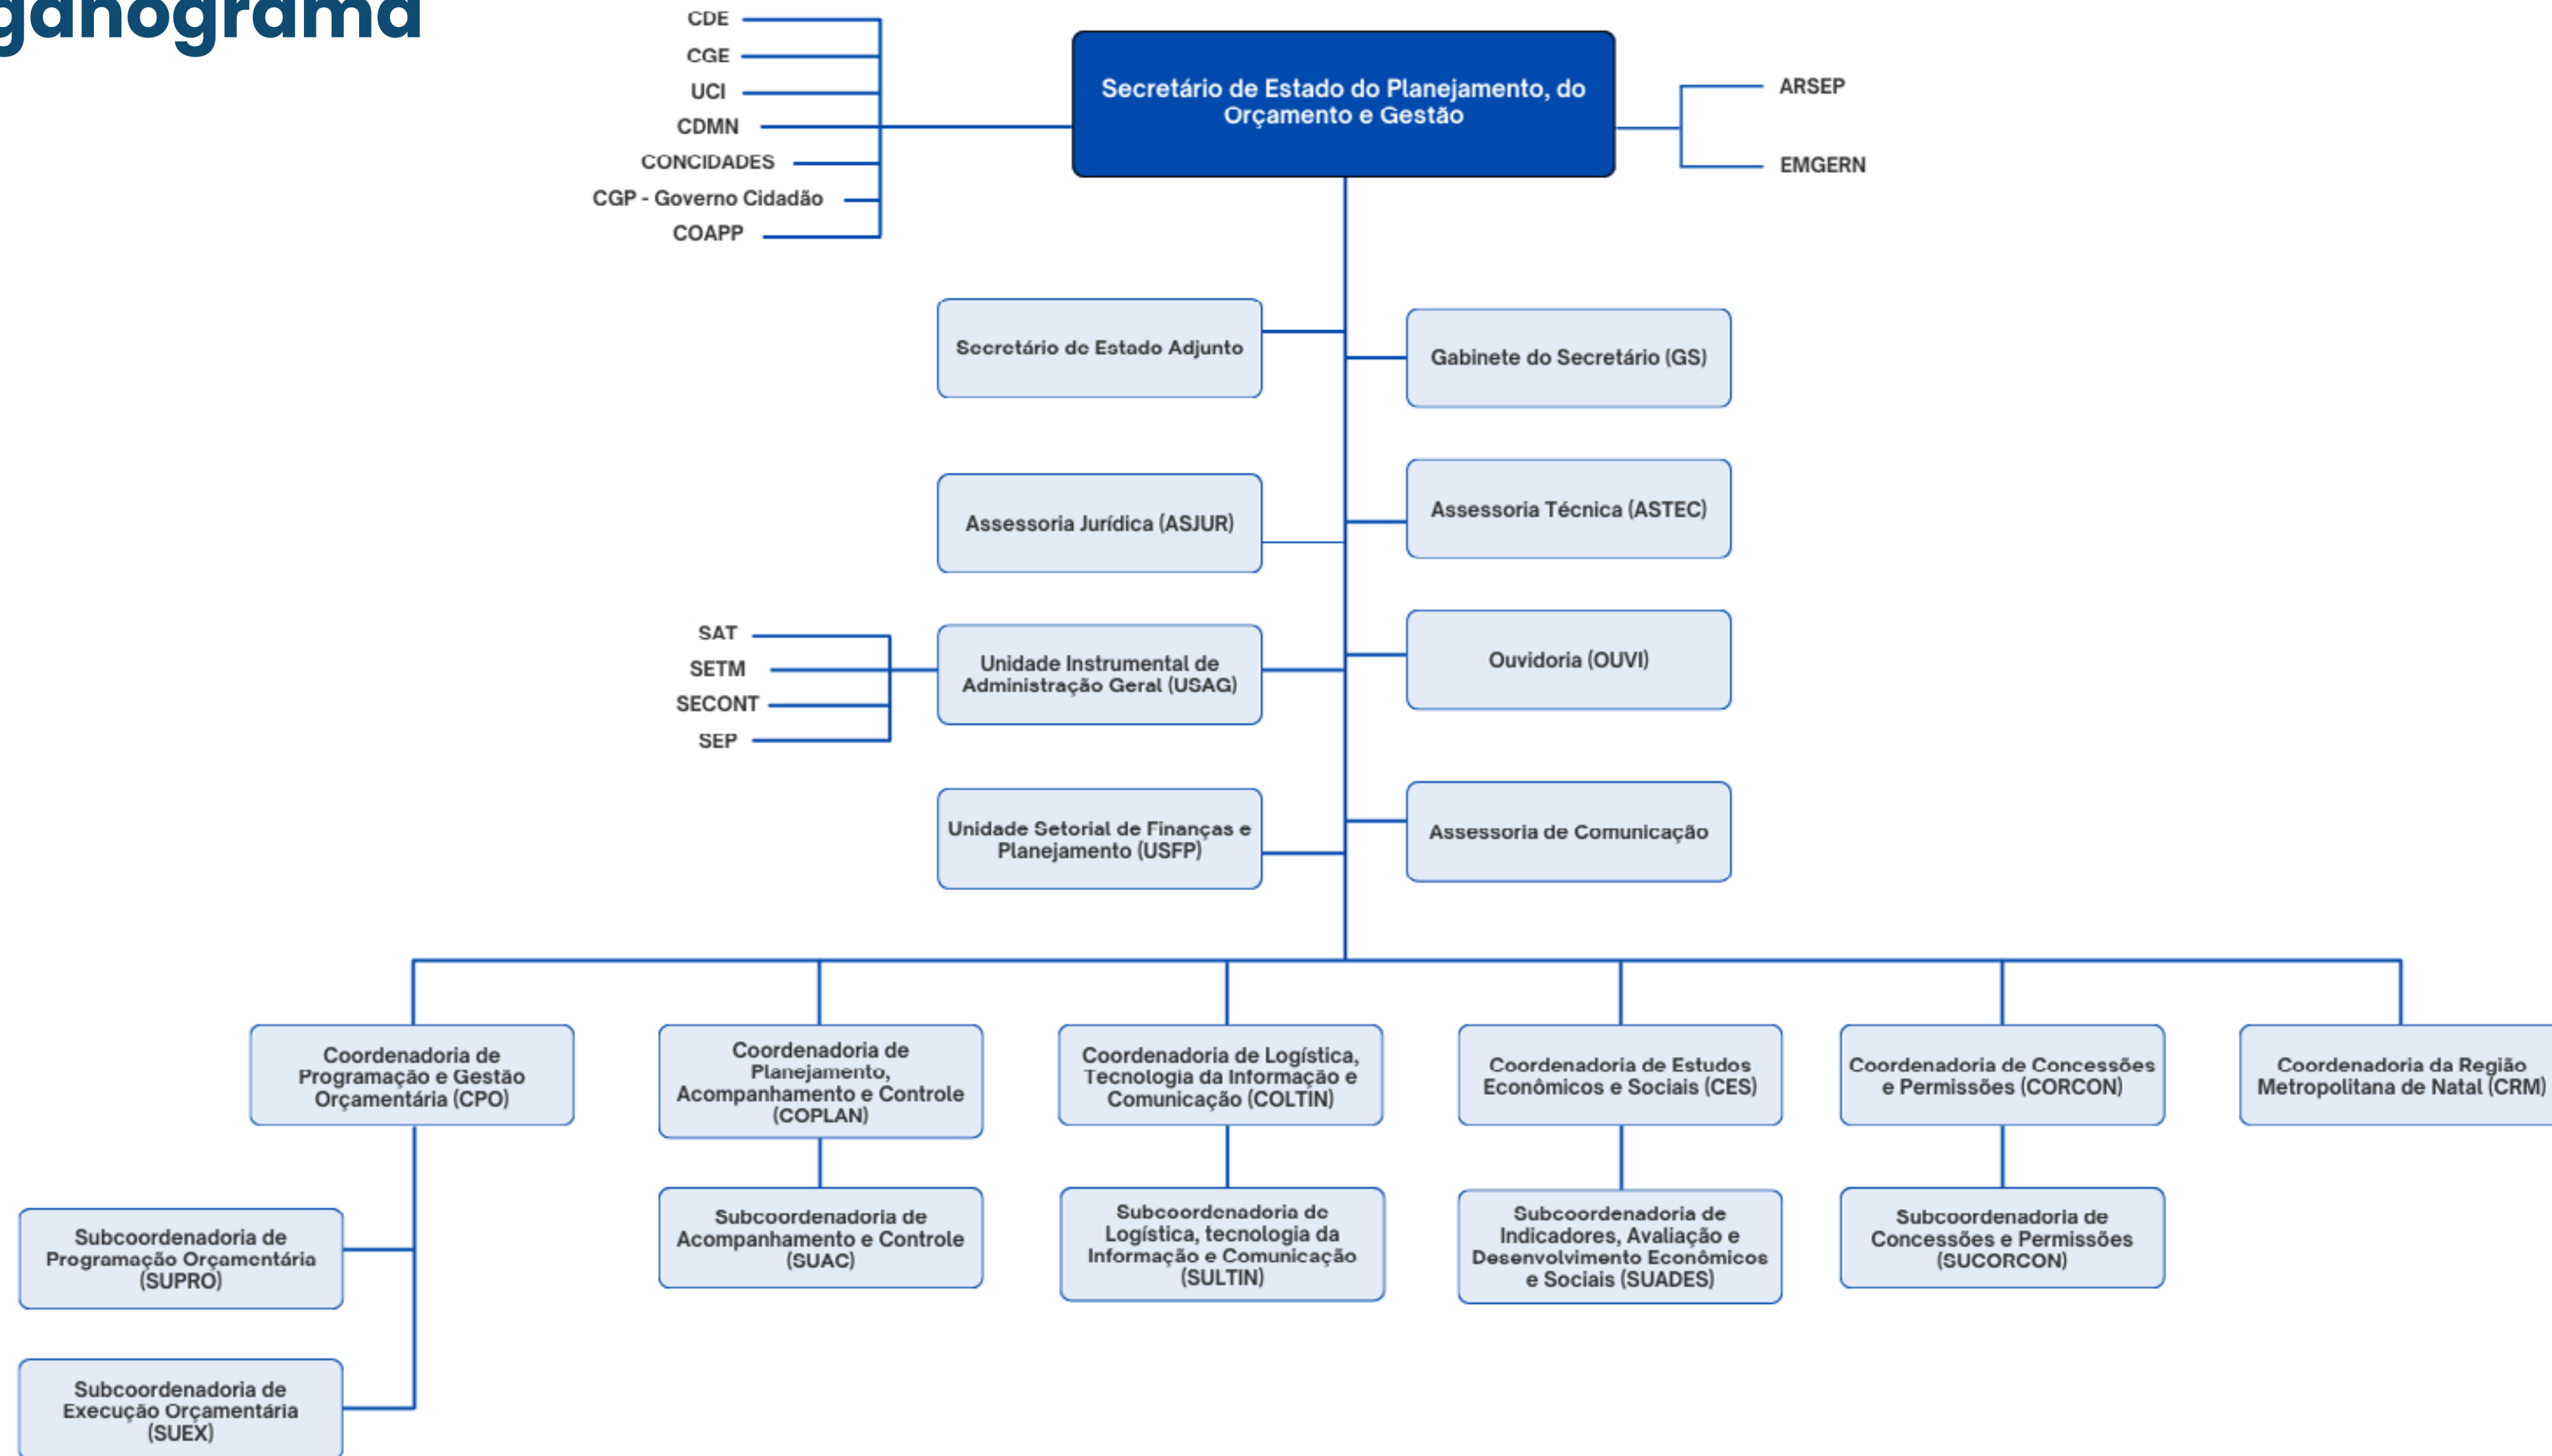 ganograma
CDE
CGE
UCI
CDMN
CONCIDADES
CGP - Governo Cidadão
COAPP
Secretário de Estado do Planejamento, do
Orçamento e Gestão
ARSEP
EMGERN
Secretário de Estado Adjunto
Gabinete do Secretário (GS)
Assessoria Jurídica (ASJUR)
Assessoria Técnica (ASTEC)
SAT
SETM
SECONT
SEP
Unidade Instrumental de
Administração Geral (USAG)
Ouvidoria (OUVI)
Unidade Setorial de Finanças e
Planejamento (USFP)
Assessoria de Comunicação
Coordenadoria de
Programação e Gestão
Orçamentária (CPO)
Coordenadoria de
Planejamento,
Acompanhamento e Controle
(COPLAN)
Coordenadoria de Logística,
Tecnologia da Informação e
Comunicação (COLTIN)
Coordenadoria de Estudos
Econômicos e Sociais (CES)
Coordenadoria de Concessões
e Permissões (CORCON)
Coordenadoria da Região
Metropolitana de Natal (CRM)
Subcoordenadoria de
Programação Orçamentária
(SUPRO)
Subcoordenadoria de
Acompanhamento e Controle
(SUAC)
Subcoordenadoria de
Logística, tecnologia da
Informação e Comunicação
(SULTIN)
Subcoordenadoria de
Indicadores, Avaliação e
Desenvolvimento Econômicos
e Sociais (SUADES)
Subcoordenadoria de
Concessões e Permissões
(SUCORCON)
Subcoordenadoria de
Execução Orçamentária
(SUEX)